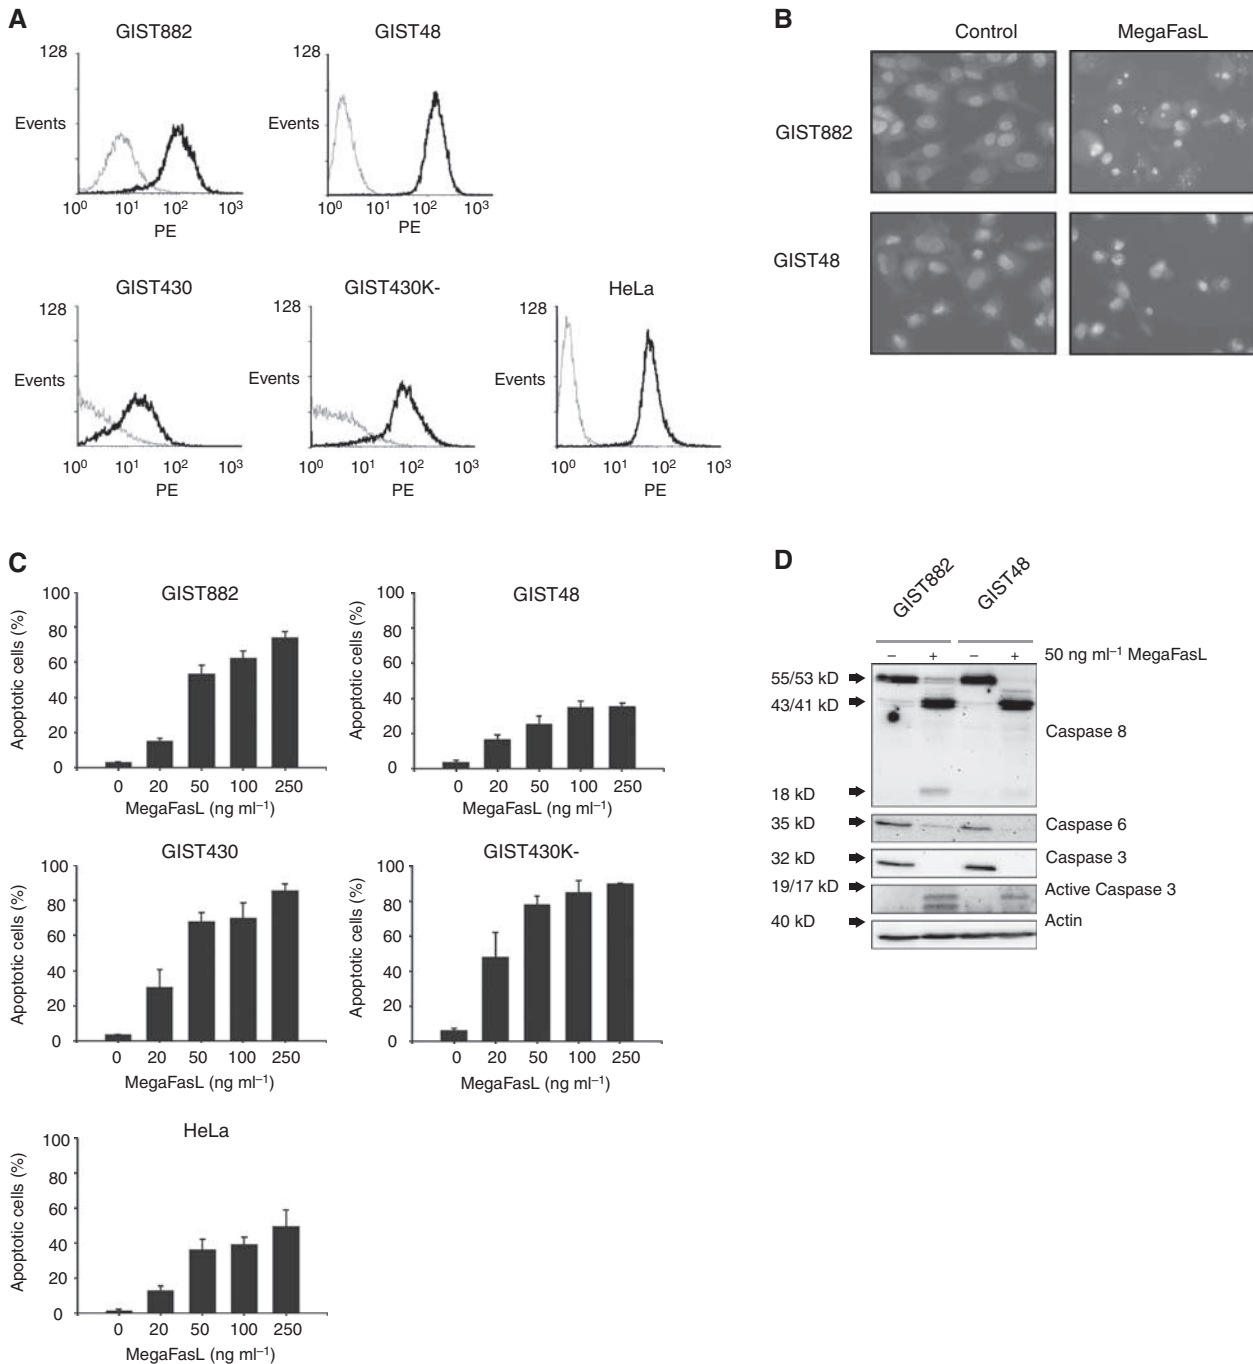 A
GIST882
GIST48
128
128
Events
Events
10⁰ 10¹ 10² 10³
10⁰ 10¹ 10² 10³
PE
PE
GIST430
GIST430K-
HeLa
128
128
128
Events
Events
Events
10⁰ 10¹ 10² 10³
10⁰ 10¹ 10² 10³
10⁰ 10¹ 10² 10³
PE
PE
PE
B
Control
MegaFasL
GIST882
GIST48
C
GIST882
Apoptotic cells (%)
100
80
60
40
20
0
0 20 50 100 250
MegaFasL (ng ml⁻¹)
GIST48
Apoptotic cells (%)
100
80
60
40
20
0
0 20 50 100 250
MegaFasL (ng ml⁻¹)
GIST430
Apoptotic cells (%)
100
80
60
40
20
0
0 20 50 100 250
MegaFasL (ng ml⁻¹)
GIST430K-
Apoptotic cells (%)
100
80
60
40
20
0
0 20 50 100 250
MegaFasL (ng ml⁻¹)
HeLa
Apoptotic cells (%)
100
80
60
40
20
0
0 20 50 100 250
MegaFasL (ng ml⁻¹)
D
GIST882
GIST48
– + – + 50 ng ml⁻¹ MegaFasL
55/53 kD
43/41 kD
Caspase 8
18 kD
35 kD
Caspase 6
32 kD
Caspase 3
19/17 kD
Active Caspase 3
40 kD
Actin